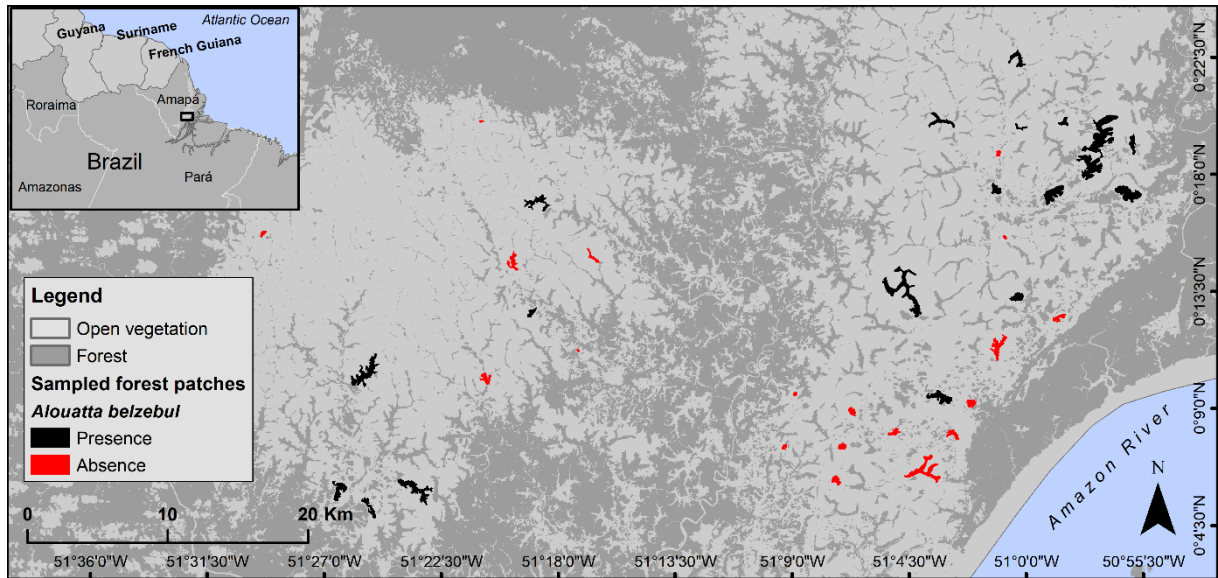 Atlantic Ocean
Guyana
Suriname
French Guiana
Roraima
Amapá
Brazil
Amazonas
Pará
Legend
Open vegetation
Forest
Sampled forest patches
Alouatta belzebul
Presence
Absence
0 10 20 Km
51°36'0"W 51°31'30"W 51°27'0"W 51°22'30"W 51°18'0"W 51°13'30"W 51°9'0"W 51°4'30"W 51°0'0"W 50°55'30"W
0°22'30"N
0°18'0"N
0°13'30"N
0°9'0"N
0°4'30"N
Amazon River
N